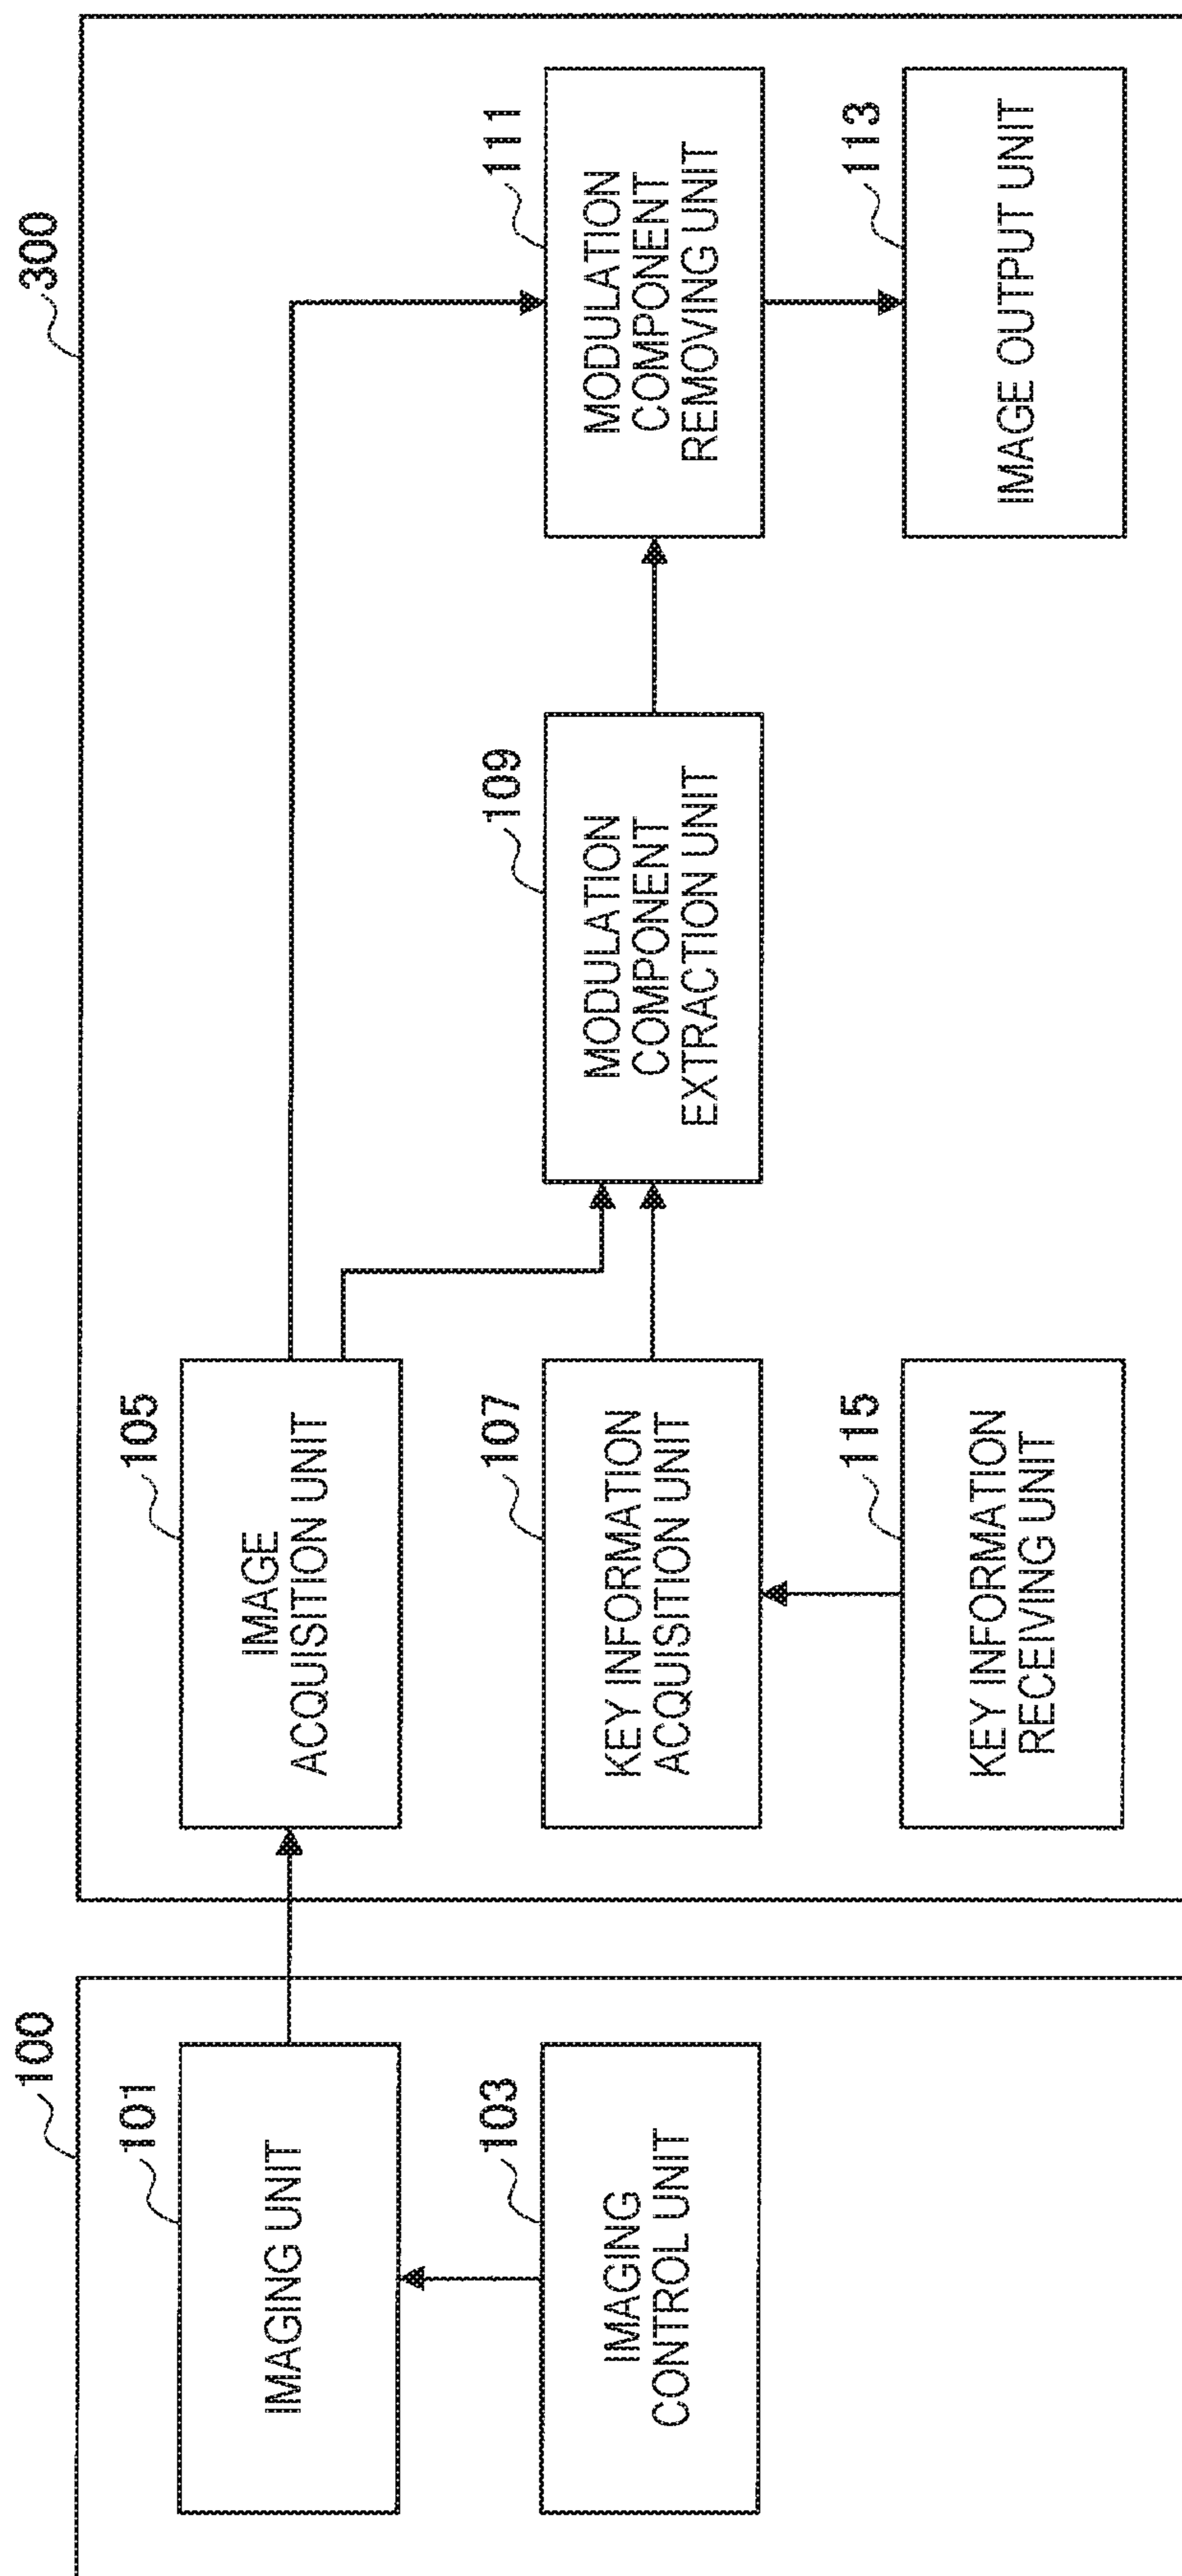 100
101
IMAGING UNIT
103
IMAGING
CONTROL UNIT
300
105
IMAGE
ACQUISITION UNIT
107
KEY INFORMATION
ACQUISITION UNIT
115
KEY INFORMATION
RECEIVING UNIT
109
MODULATION
COMPONENT
EXTRACTION UNIT
111
MODULATION
COMPONENT
REMOVING UNIT
113
IMAGE OUTPUT UNIT